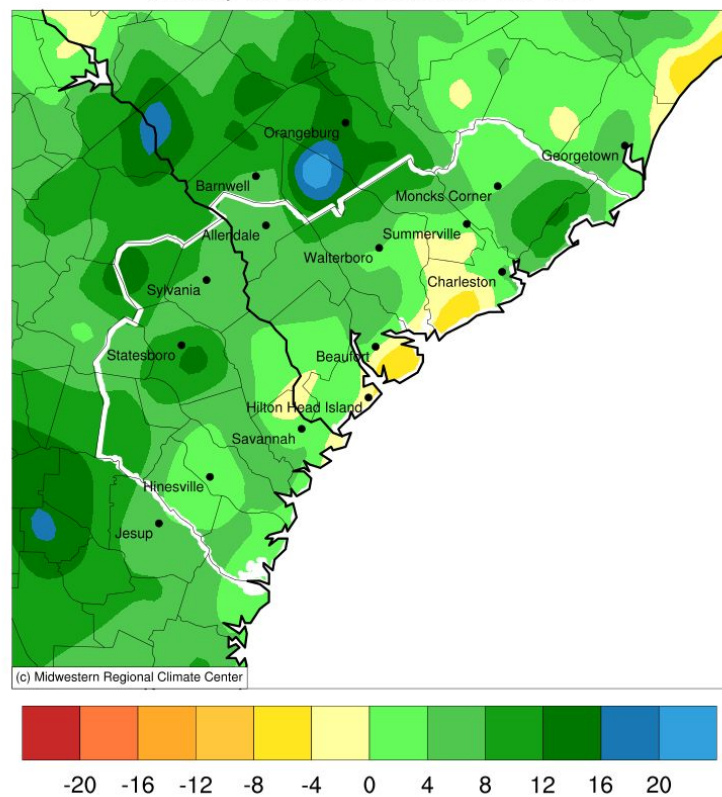 Orangeburg
Georgetown
Barnwell
Moncks Corner
Allendale
Summerville
Walterboro
Charleston
Sylvania
Statesboro
Beaufort
Hilton Head Island
Savannah
Hinesville
Jesup
(c) Midwestern Regional Climate Center
-20 -16 -12 -8 -4 0 4 8 12 16 20